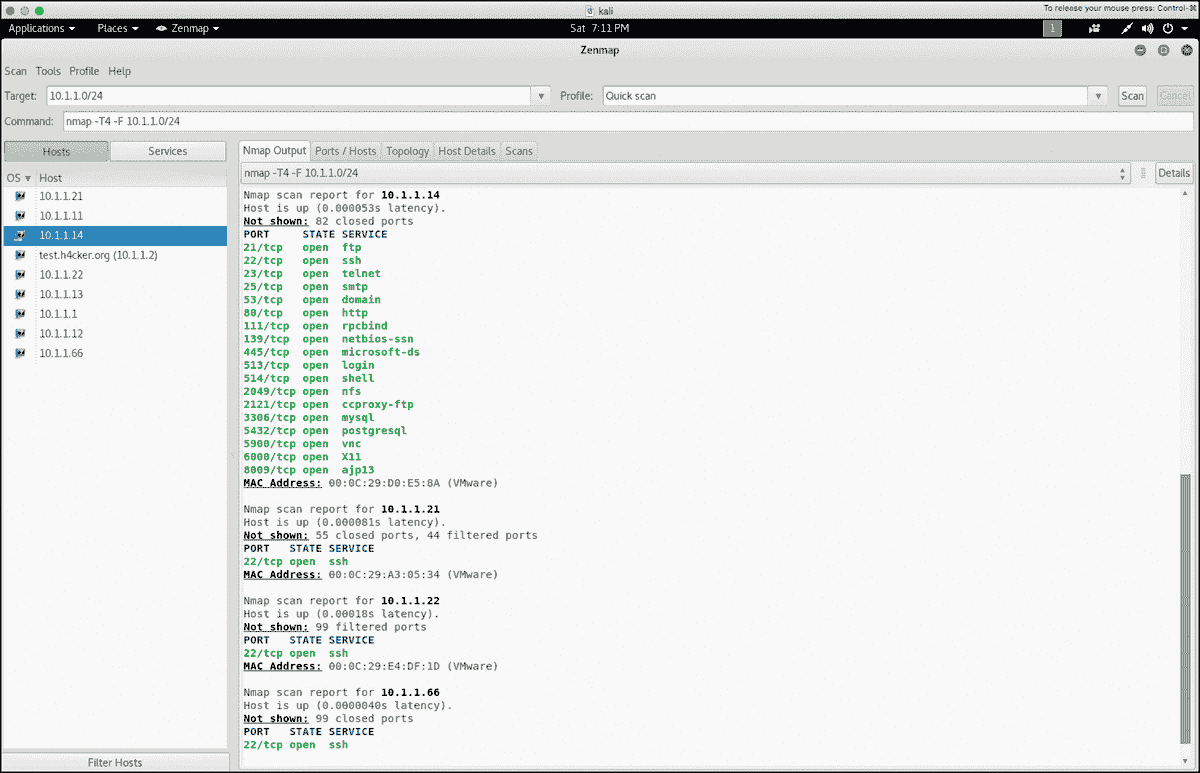 kali
To release your mouse press: Control-⌘
Applications Places Zenmap Sat 7:11 PM 1
Zenmap
Scan Tools Profile Help
Target: 10.1.1.0/24 Profile: Quick scan Scan Cancel
Command: nmap -T4 -F 10.1.1.0/24
Hosts Services
OS Host
10.1.1.21
10.1.1.11
10.1.1.14
test.h4cker.org (10.1.1.2)
10.1.1.22
10.1.1.13
10.1.1.1
10.1.1.12
10.1.1.66
Filter Hosts
Nmap Output Ports / Hosts Topology Host Details Scans
nmap -T4 -F 10.1.1.0/24 Details
Nmap scan report for 10.1.1.14
Host is up (0.000053s latency).
Not shown: 82 closed ports
PORT STATE SERVICE
21/tcp open ftp
22/tcp open ssh
23/tcp open telnet
25/tcp open smtp
53/tcp open domain
80/tcp open http
111/tcp open rpcbind
139/tcp open netbios-ssn
445/tcp open microsoft-ds
513/tcp open login
514/tcp open shell
2049/tcp open nfs
2121/tcp open ccproxy-ftp
3306/tcp open mysql
5432/tcp open postgresql
5900/tcp open vnc
6000/tcp open X11
8009/tcp open ajp13
MAC Address: 00:0C:29:D0:E5:8A (VMware)
Nmap scan report for 10.1.1.21
Host is up (0.000081s latency).
Not shown: 55 closed ports, 44 filtered ports
PORT STATE SERVICE
22/tcp open ssh
MAC Address: 00:0C:29:A3:05:34 (VMware)
Nmap scan report for 10.1.1.22
Host is up (0.00018s latency).
Not shown: 99 filtered ports
PORT STATE SERVICE
22/tcp open ssh
MAC Address: 00:0C:29:E4:DF:1D (VMware)
Nmap scan report for 10.1.1.66
Host is up (0.0000040s latency).
Not shown: 99 closed ports
PORT STATE SERVICE
22/tcp open ssh